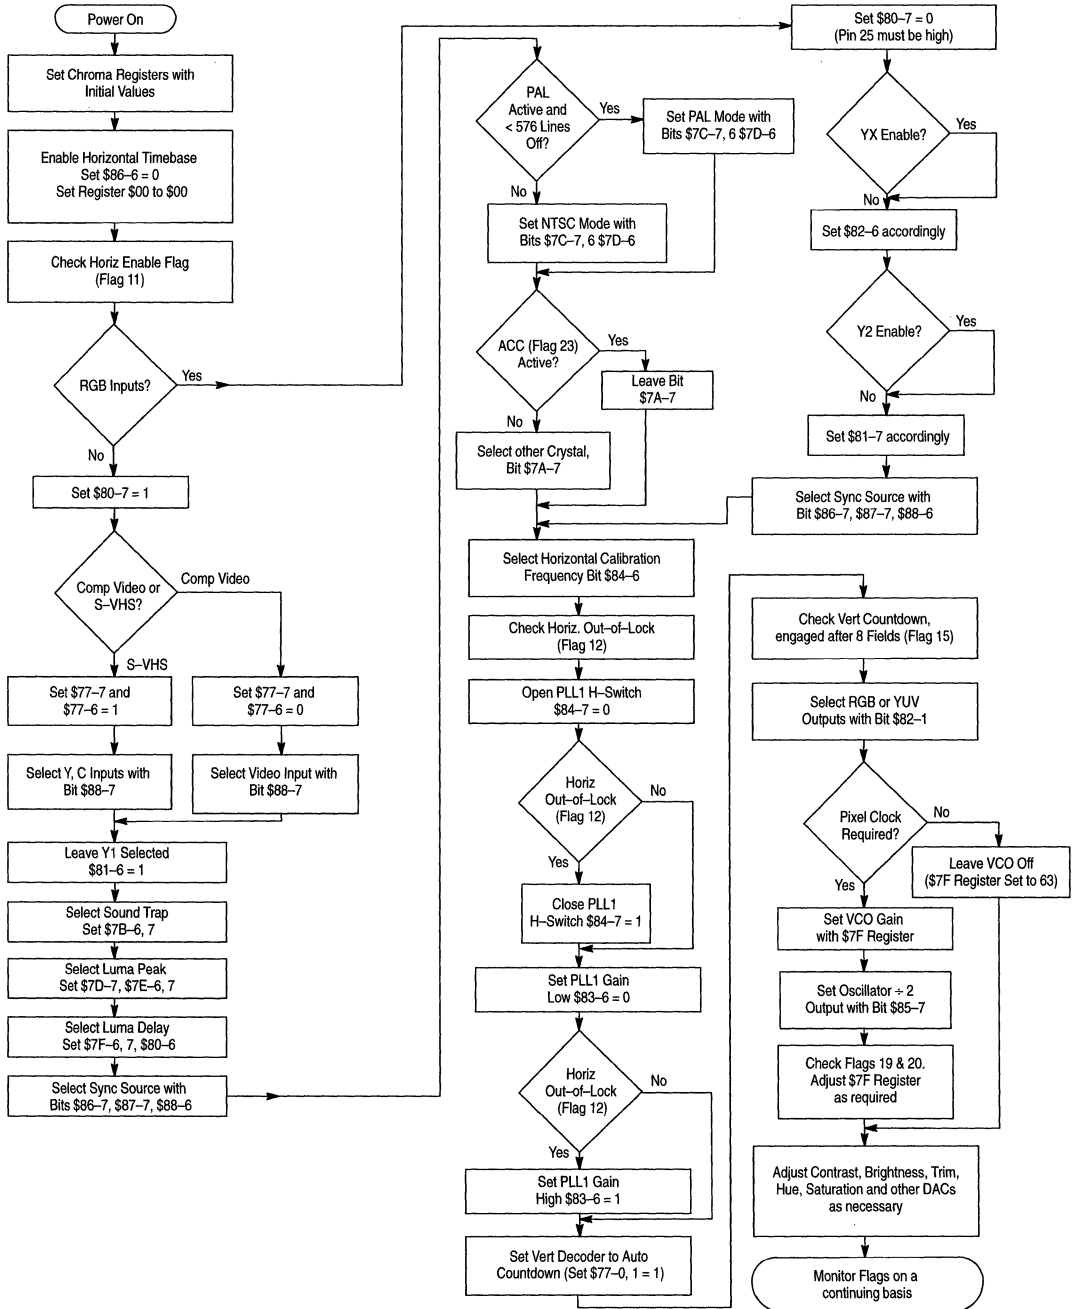 Power On
Set Chroma Registers with
Initial Values
Enable Horizontal Timebase
Set $86–6 = 0
Set Register $00 to $00
Check Horiz Enable Flag
(Flag 11)
RGB Inputs?
Yes
No
Set $80–7 = 1
Comp Video or
S–VHS?
Comp Video
S–VHS
Set $77–7 and
$77–6 = 1
Set $77–7 and
$77–6 = 0
Select Y, C Inputs with
Bit $88–7
Select Video Input with
Bit $88–7
Leave Y1 Selected
$81–6 = 1
Select Sound Trap
Set $7B–6, 7
Select Luma Peak
Set $7D–7, $7E–6, 7
Select Luma Delay
Set $7F–6, 7, $80–6
Select Sync Source with
Bits $86–7, $87–7, $88–6
PAL
Active and
< 576 Lines
Off?
Yes
Set PAL Mode with
Bits $7C–7, 6 $7D–6
No
Set NTSC Mode with
Bits $7C–7, 6 $7D–6
ACC (Flag 23)
Active?
Yes
Leave Bit
$7A–7
No
Select other Crystal,
Bit $7A–7
Select Horizontal Calibration
Frequency Bit $84–6
Check Horiz. Out–of–Lock
(Flag 12)
Open PLL1 H–Switch
$84–7 = 0
Horiz
Out–of–Lock
(Flag 12)
No
Yes
Close PLL1
H–Switch $84–7 = 1
Set PLL1 Gain
Low $83–6 = 0
Horiz
Out–of–Lock
(Flag 12)
No
Yes
Set PLL1 Gain
High $83–6 = 1
Set Vert Decoder to Auto
Countdown (Set $77–0, 1 = 1)
Set $80–7 = 0
(Pin 25 must be high)
YX Enable?
Yes
No
Set $82–6 accordingly
Y2 Enable?
Yes
No
Set $81–7 accordingly
Select Sync Source with
Bit $86–7, $87–7, $88–6
Check Vert Countdown,
engaged after 8 Fields (Flag 15)
Select RGB or YUV
Outputs with Bit $82–1
Pixel Clock
Required?
No
Leave VCO Off
($7F Register Set to 63)
Yes
Set VCO Gain
with $7F Register
Set Oscillator ÷ 2
Output with Bit $85–7
Check Flags 19 & 20.
Adjust $7F Register
as required
Adjust Contrast, Brightness, Trim,
Hue, Saturation and other DACs
as necessary
Monitor Flags on a
continuing basis